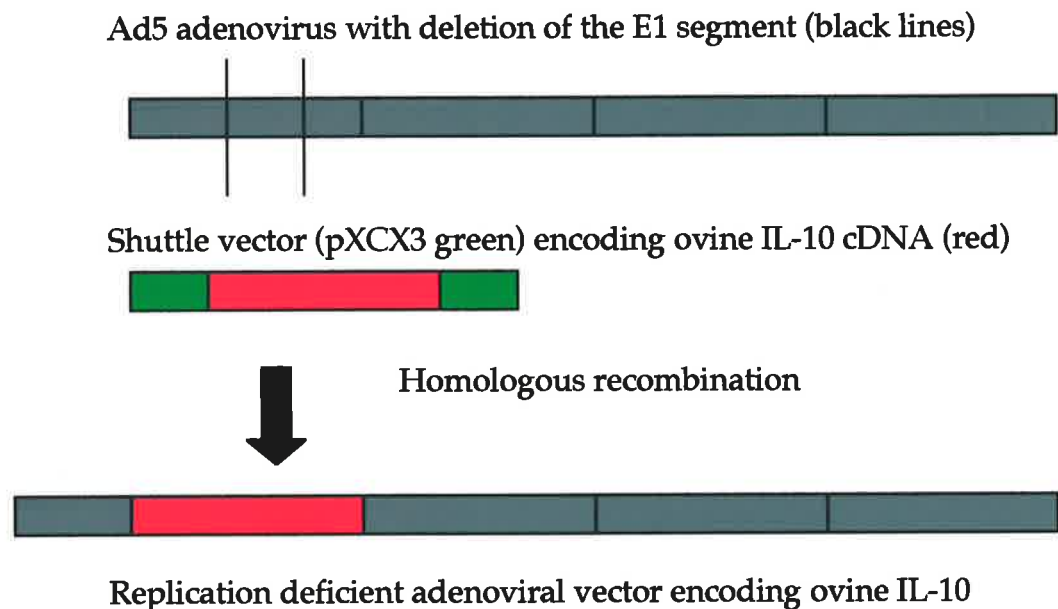 Ad5 adenovirus with deletion of the E1 segment (black lines)
Shuttle vector (pXCX3 green) encoding ovine IL-10 cDNA (red)
Homologous recombination
Replication deficient adenoviral vector encoding ovine IL-10